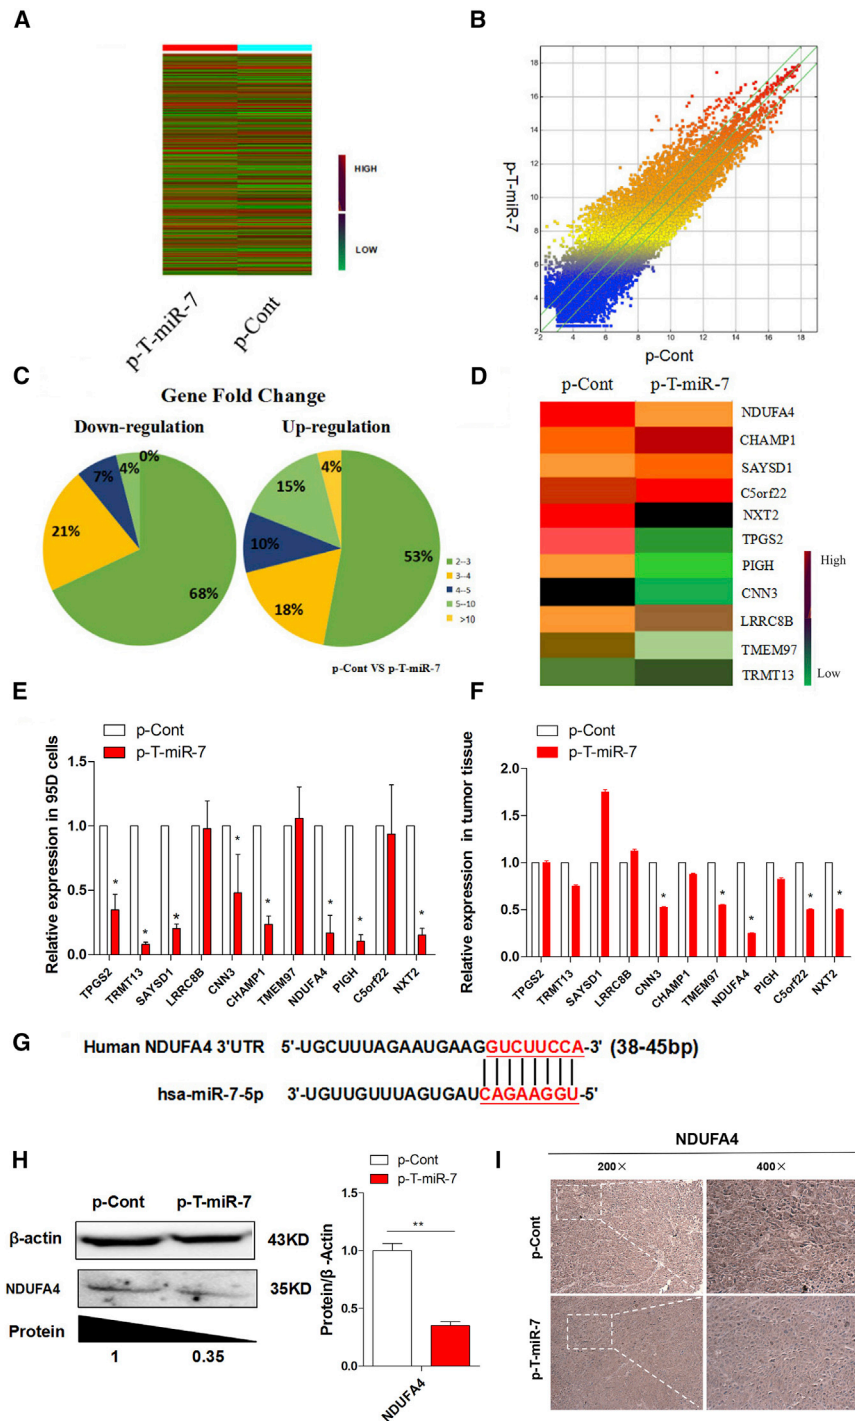 A
HIGH
LOW
p-T-miR-7
p-Cont
B
p-T-miR-7
18
16
14
12
10
8
6
4
2
2
4
6
8
10
12
14
16
18
p-Cont
C
Gene Fold Change
Down-regulation
Up-regulation
0%
4%
7%
21%
68%
4%
15%
10%
18%
53%
2--3
3--4
4--5
5--10
>10
p-Cont VS p-T-miR-7
D
p-Cont
p-T-miR-7
NDUFA4
CHAMP1
SAYSD1
C5orf22
NXT2
TPGS2
PIGH
CNN3
LRRC8B
TMEM97
TRMT13
High
Low
E
p-Cont
p-T-miR-7
Relative expression in 95D cells
1.5
1.0
0.5
0.0
* * * * * * * *
TPGS2
TRMT13
SAYSD1
LRRC8B
CNN3
CHAMP1
TMEM97
NDUFA4
PIGH
C5orf22
NXT2
F
p-Cont
p-T-miR-7
Relative expression in tumor tissue
2.0
1.5
1.0
0.5
0.0
* * * * *
TPGS2
TRMT13
SAYSD1
LRRC8B
CNN3
CHAMP1
TMEM97
NDUFA4
PIGH
C5orf22
NXT2
G
Human NDUFA4 3'UTR 5'-UGCUUUAGAAUGAAGGUCUUCCA-3' (38-45bp)
hsa-miR-7-5p 3'-UGUUGUUUAGUGAUCAGAAGGU-5'
H
p-Cont p-T-miR-7
β-actin 43KD
NDUFA4 35KD
Protein
1 0.35
p-Cont
p-T-miR-7
Protein/β-Actin
1.5
1.0
0.5
0.0
**
NDUFA4
I
NDUFA4
200×
400×
p-Cont
p-T-miR-7